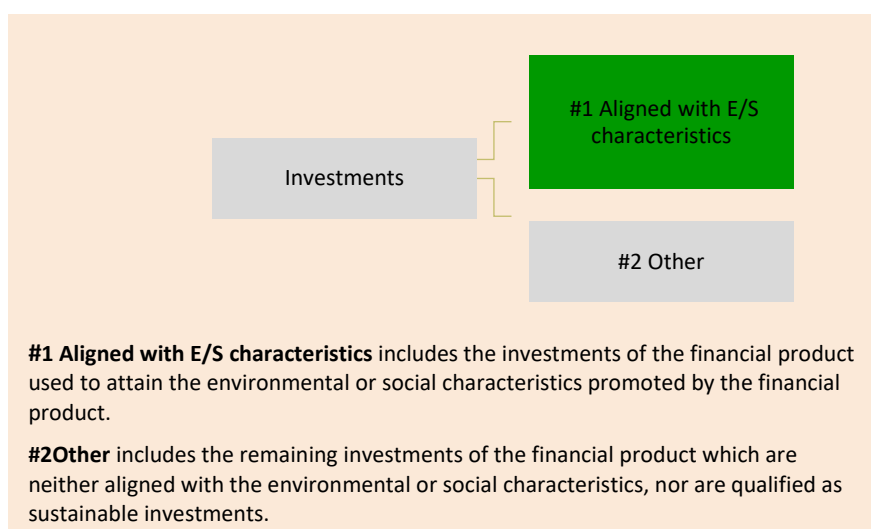 #1 Aligned with E/S
characteristics
Investments
#2 Other
#1 Aligned with E/S characteristics includes the investments of the financial product
used to attain the environmental or social characteristics promoted by the financial
product.
#2Other includes the remaining investments of the financial product which are
neither aligned with the environmental or social characteristics, nor are qualified as
sustainable investments.